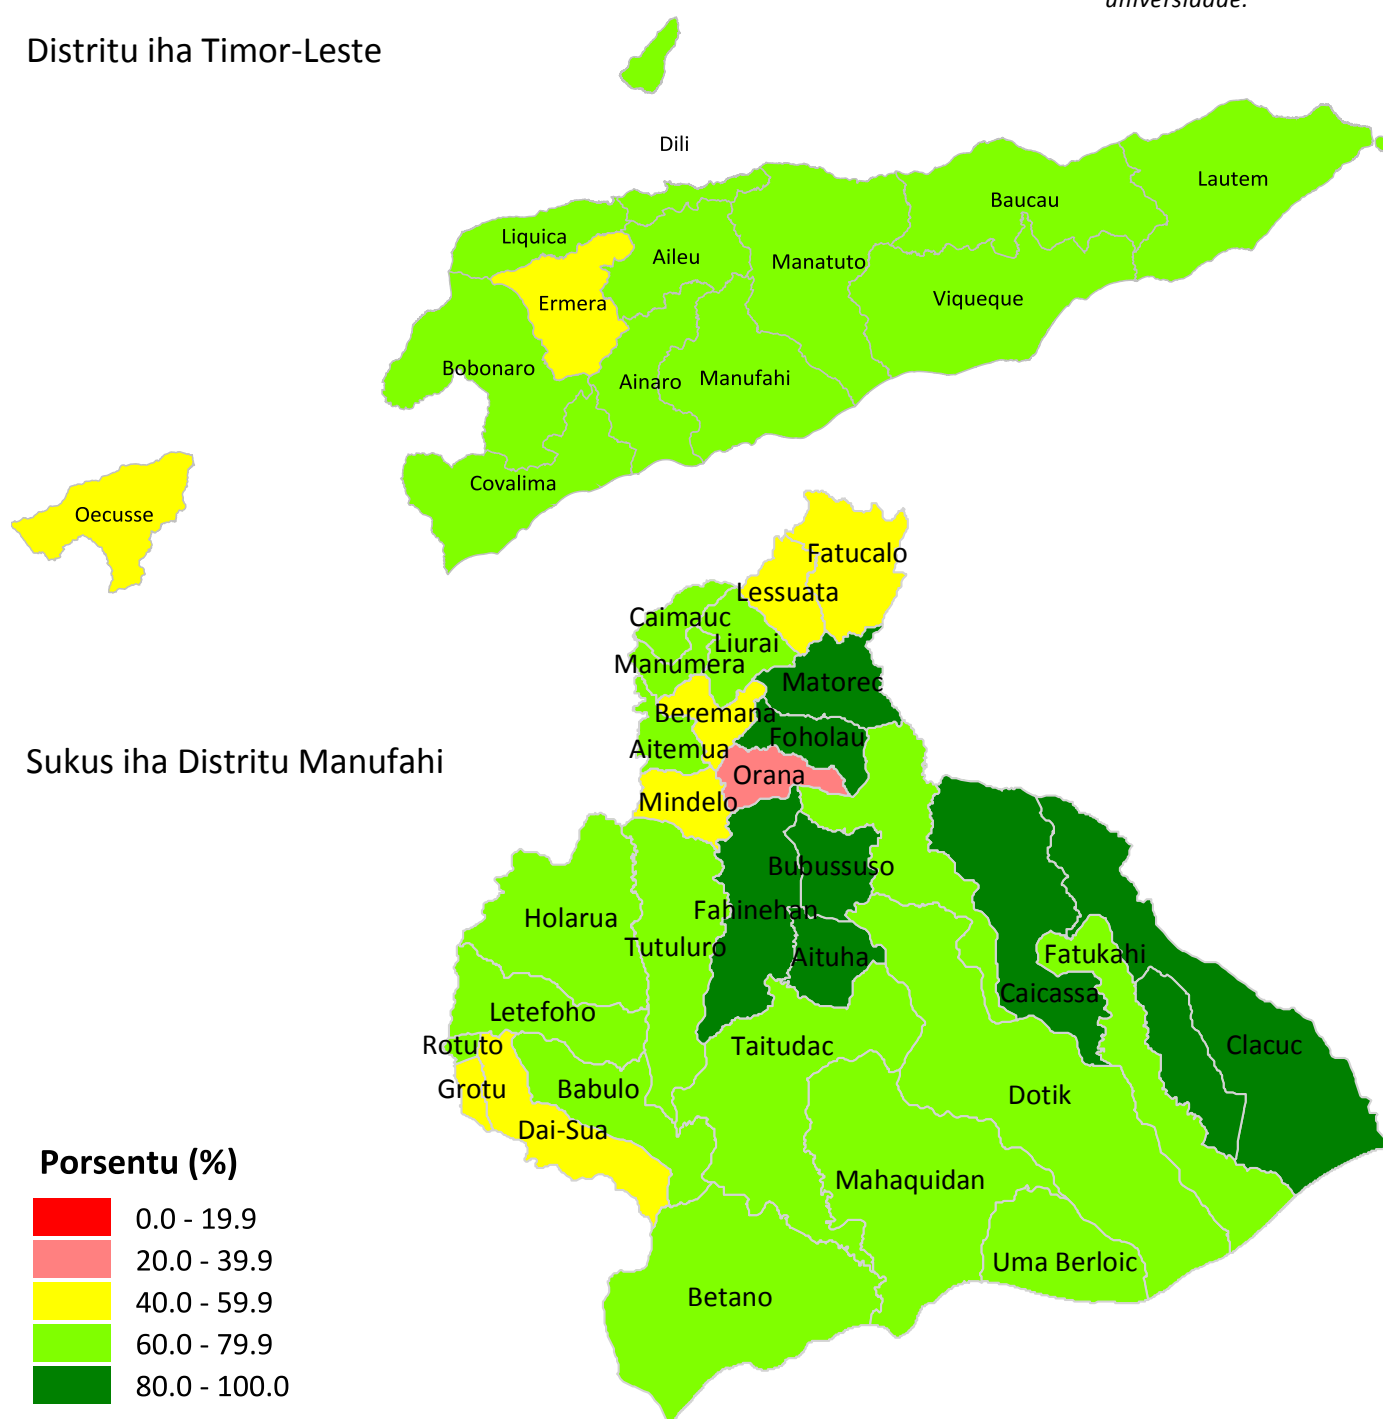 universidade.
Distritu iha Timor-Leste
Dili
Lautem
Baucau
Liquica
Aileu
Manatuto
Viqueque
Ermera
Bobonaro
Ainaro
Manufahi
Covalima
Oecusse
Fatucalo
Lessuata
Caimauc
Liurai
Manumera
Matorec
Beremana
Foholau
Aitemua
Sukus iha Distritu Manufahi
Orana
Mindelo
Bubussuso
Fahinehan
Holarua
Tutuluro
Aituha
Fatukahi
Caicassa
Letefoho
Rotuto
Taitudac
Clacuc
Grotu
Babulo
Dotik
Dai-Sua
Mahaquidan
Uma Berloic
Betano
Porsentu (%)
0.0 - 19.9
20.0 - 39.9
40.0 - 59.9
60.0 - 79.9
80.0 - 100.0